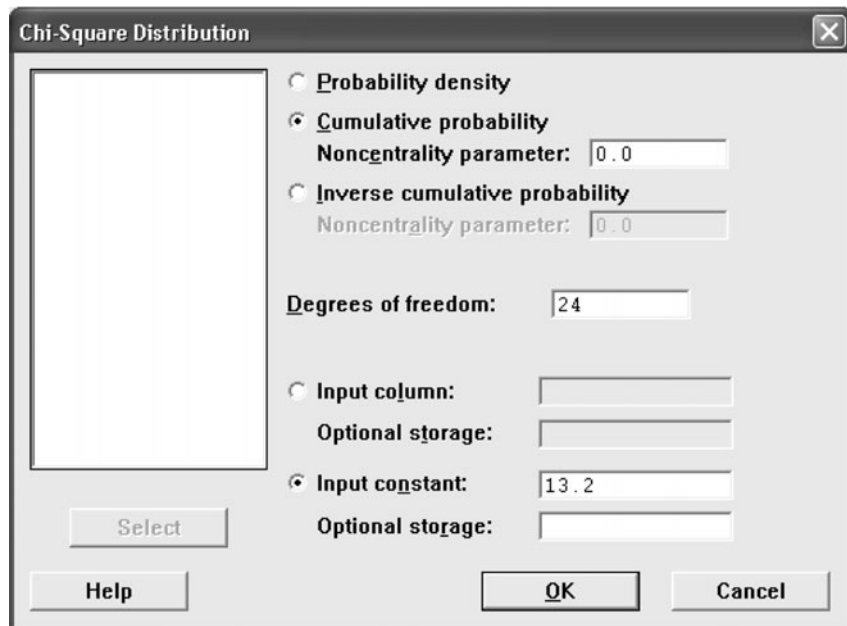 Chi-Square Distribution
Probability density
Cumulative probability
Noncentrality parameter: 0.0
Inverse cumulative probability
Noncentrality parameter: 0.0
Degrees of freedom: 24
Input column:
Optional storage:
Input constant: 13.2
Optional storage:
Select
Help
OK
Cancel